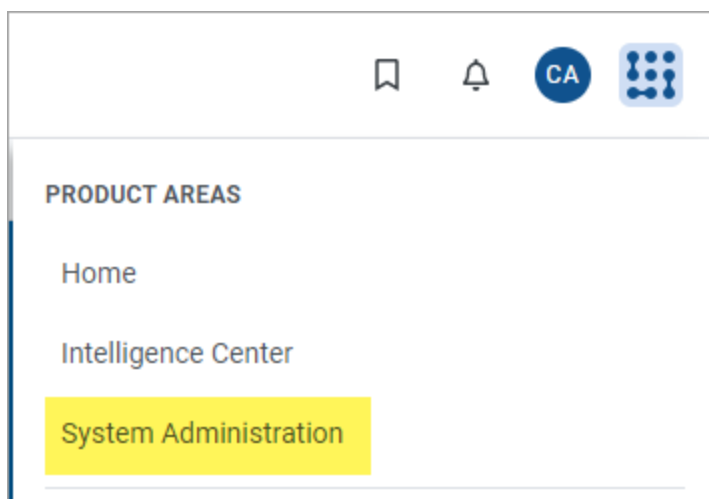 CA
PRODUCT AREAS
Home
Intelligence Center
System Administration